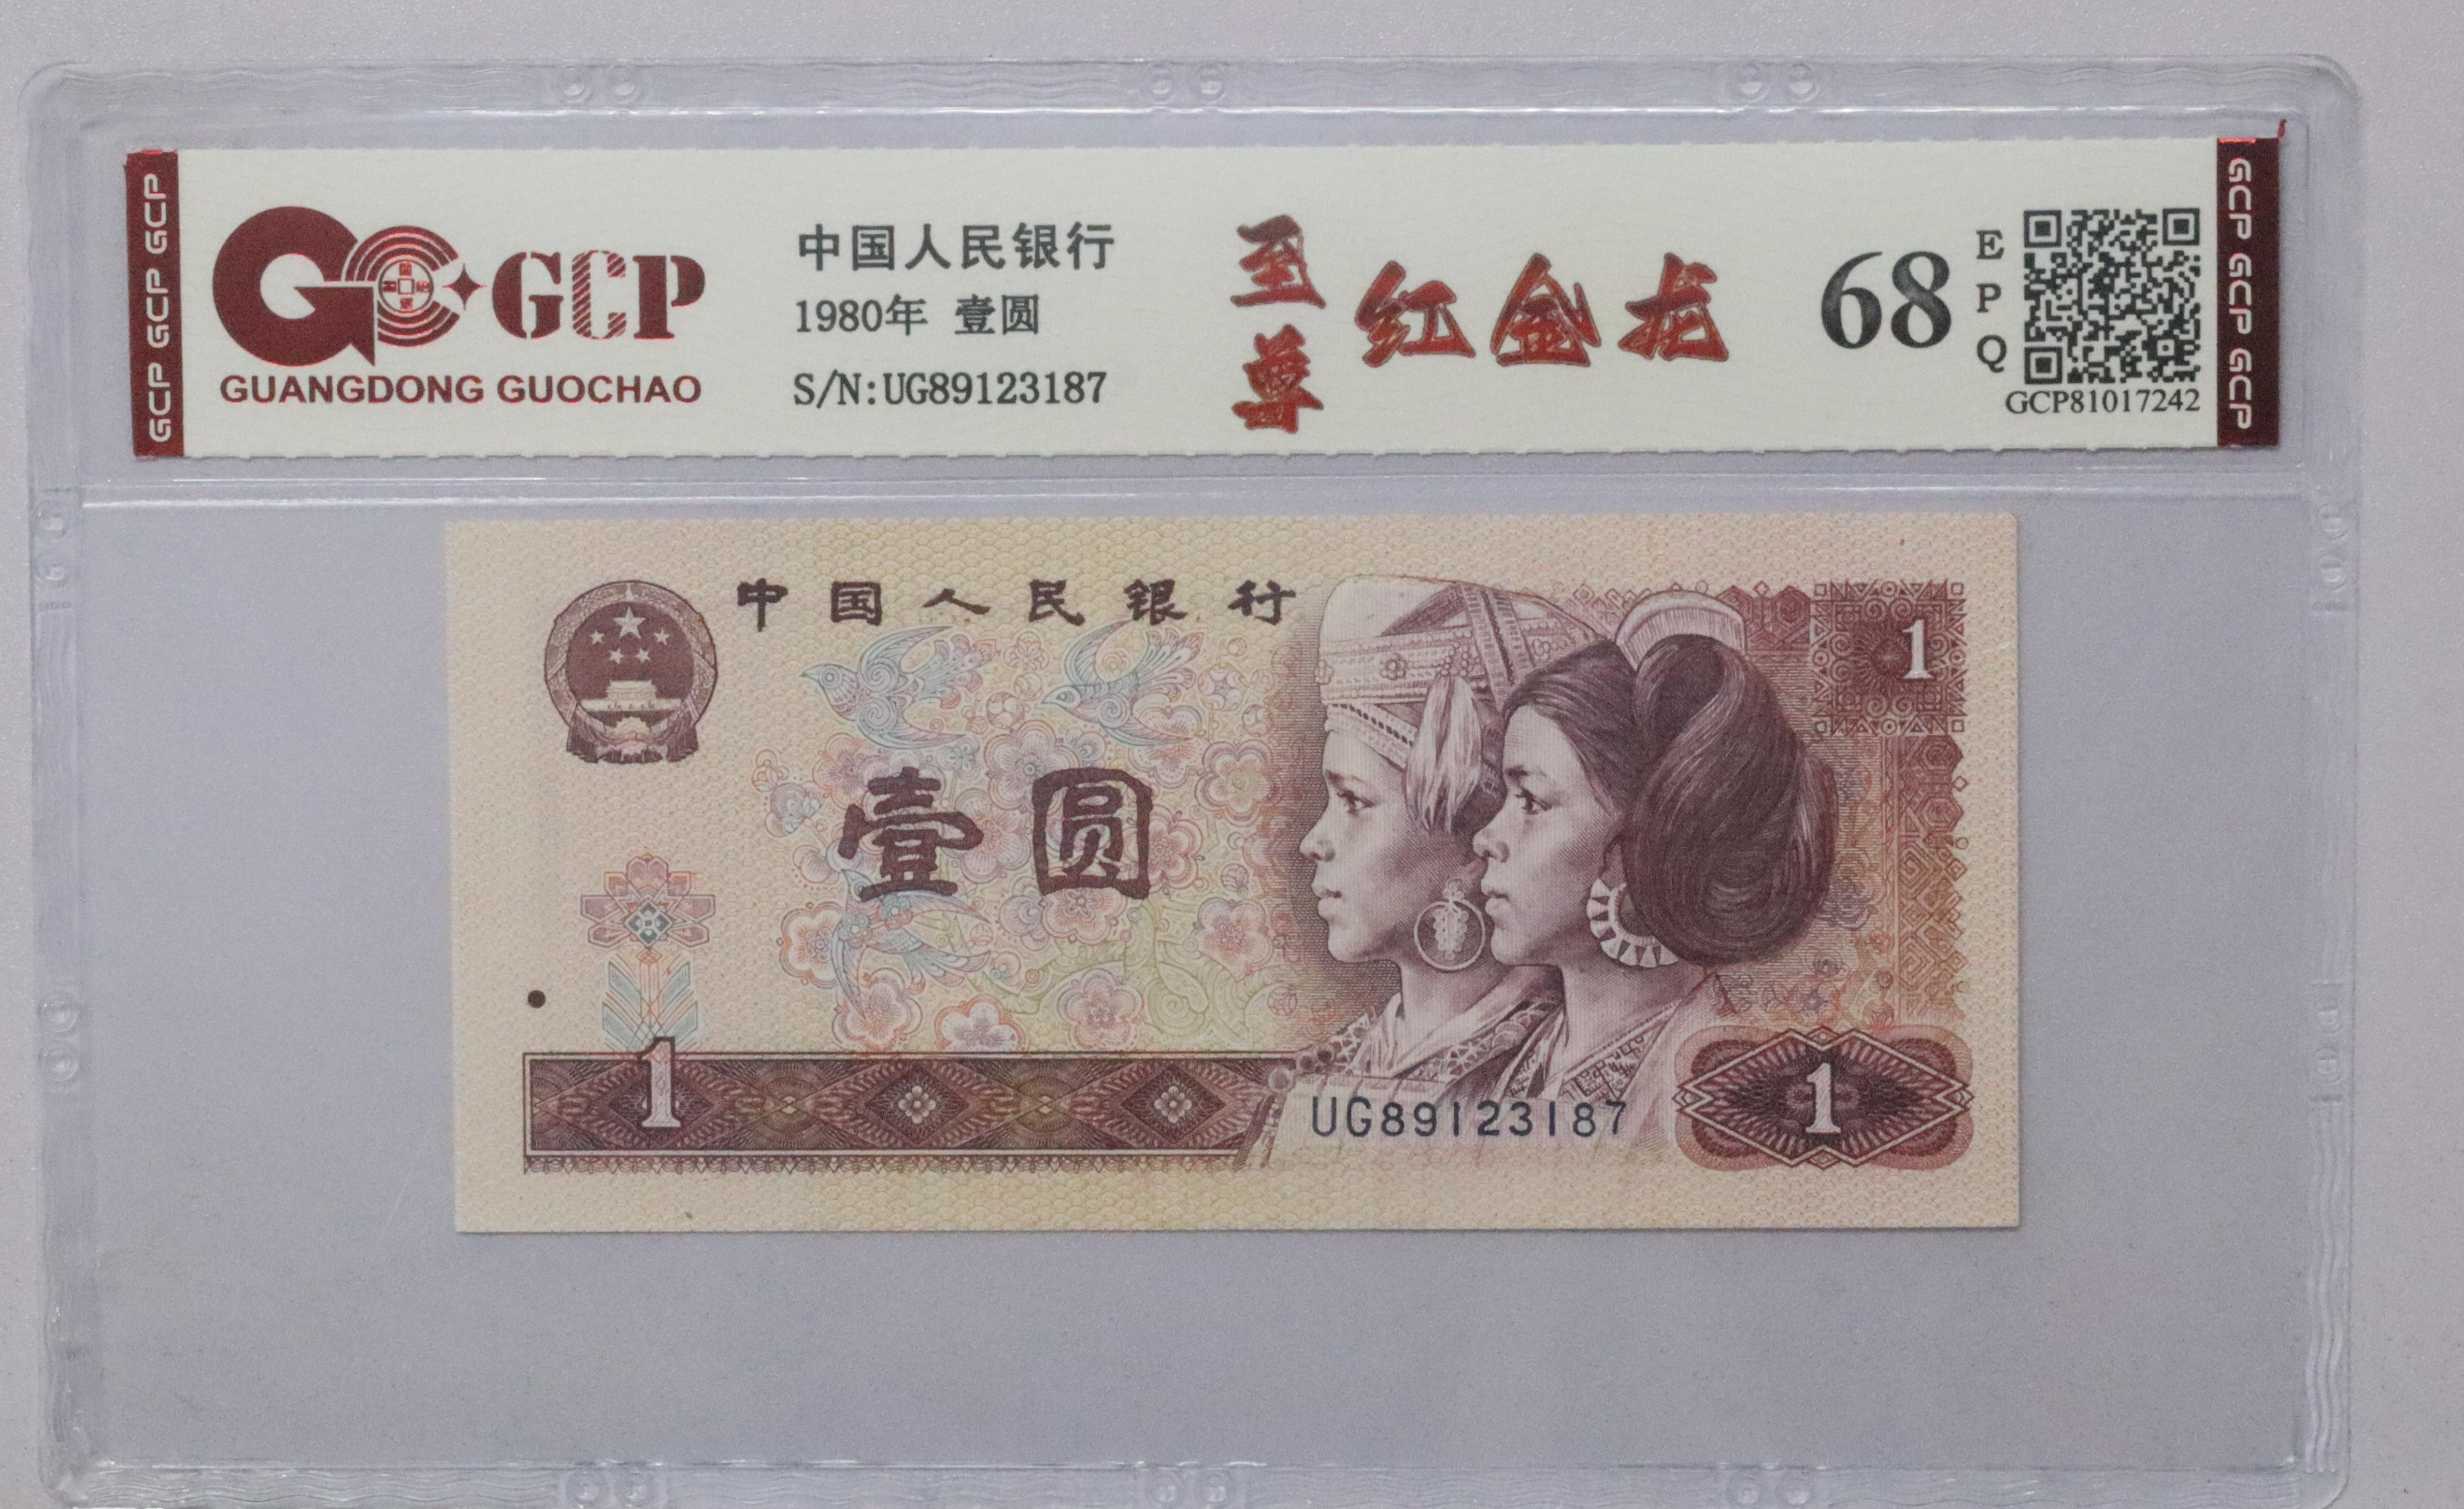 GCP GCP GCP
GCP
GUANGDONG GUOCHAO
中国人民银行
1980年 壹圆
S/N:UG89123187
至尊
红金龙
68
EPQ
GCP81017242
GCP GCP GCP
中国人民银行
1
壹圆
1
UG89123187
1